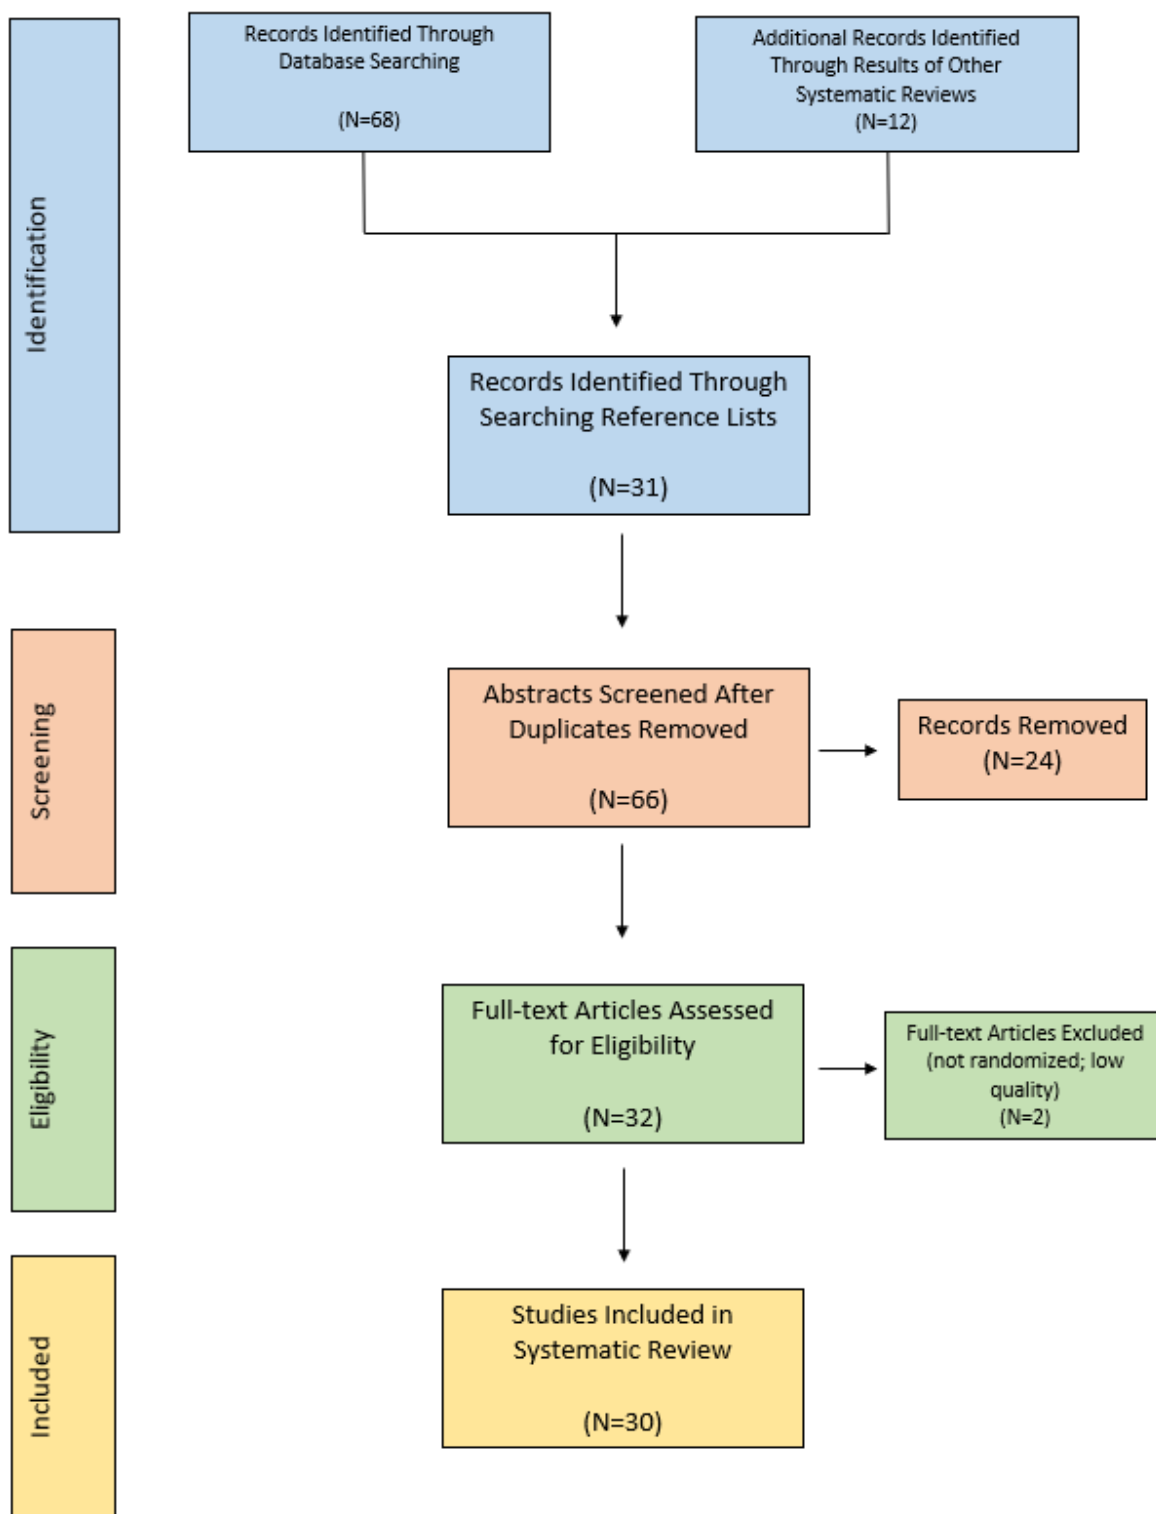 Identification
Records Identified Through
Database Searching
(N=68)
Additional Records Identified
Through Results of Other
Systematic Reviews
(N=12)
Records Identified Through
Searching Reference Lists
(N=31)
Screening
Abstracts Screened After
Duplicates Removed
(N=66)
Records Removed
(N=24)
Eligibility
Full-text Articles Assessed
for Eligibility
(N=32)
Full-text Articles Excluded
(not randomized; low
quality)
(N=2)
Included
Studies Included in
Systematic Review
(N=30)